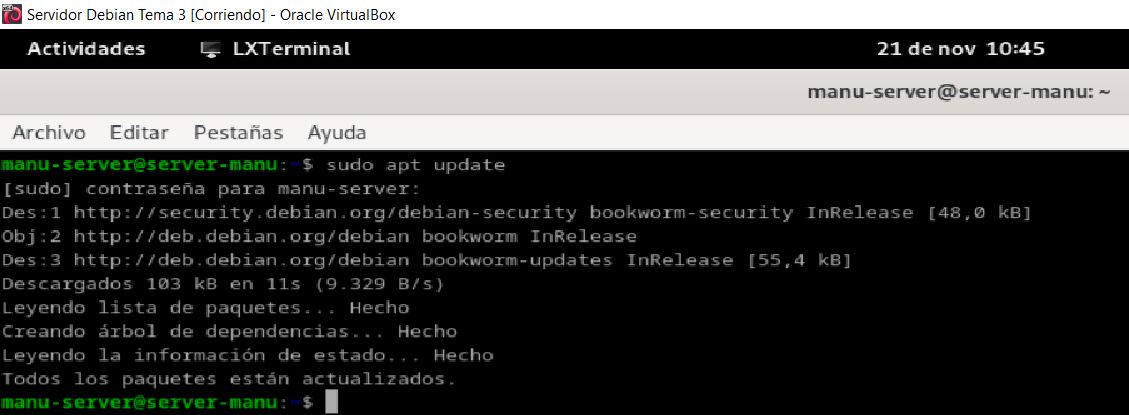 Servidor Debian Tema 3 [Corriendo] - Oracle VirtualBox
Actividades LXTerminal 21 de nov 10:45
manu-server@server-manu: ~
Archivo Editar Pestañas Ayuda
manu-server@server-manu:~$ sudo apt update
[sudo] contraseña para manu-server:
Des:1 http://security.debian.org/debian-security bookworm-security InRelease [48,0 kB]
Obj:2 http://deb.debian.org/debian bookworm InRelease
Des:3 http://deb.debian.org/debian bookworm-updates InRelease [55,4 kB]
Descargados 103 kB en 11s (9.329 B/s)
Leyendo lista de paquetes... Hecho
Creando árbol de dependencias... Hecho
Leyendo la información de estado... Hecho
Todos los paquetes están actualizados.
manu-server@server-manu:~$